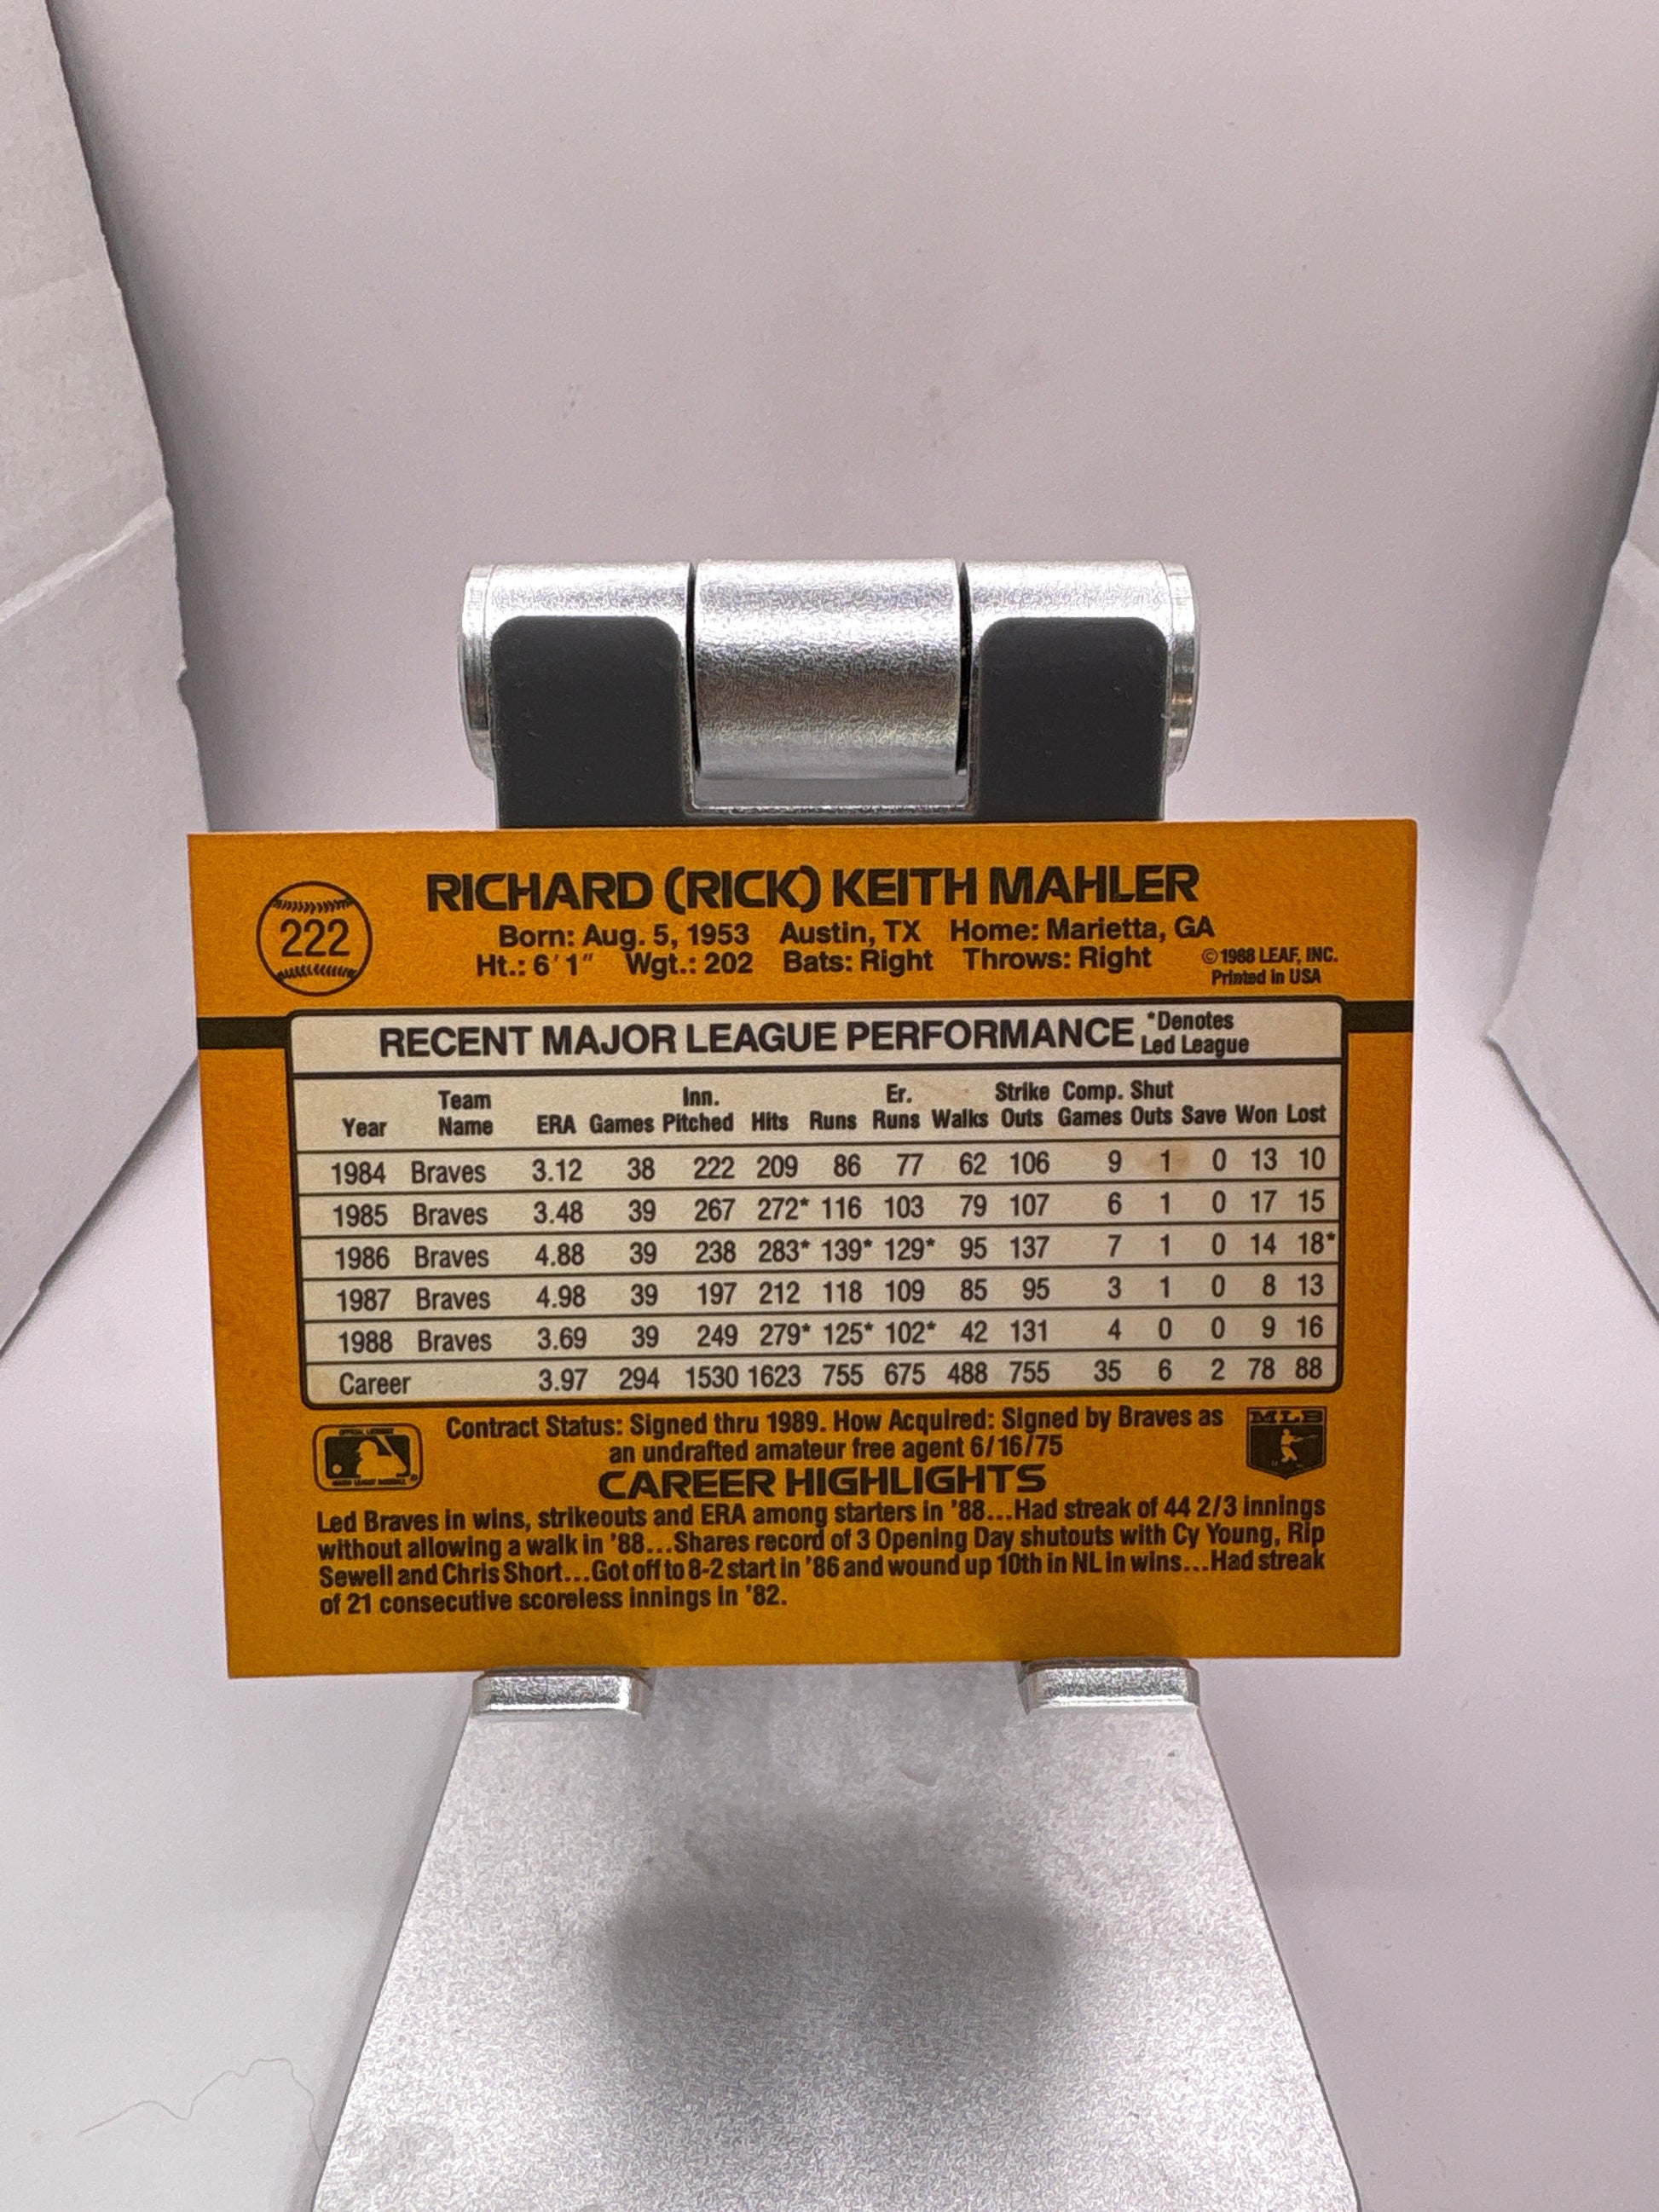 222
RICHARD (RICK) KEITH MAHLER
Born: Aug. 5, 1953 Austin, TX Home: Marietta, GA
Ht.: 6'1" Wgt.: 202 Bats: Right Throws: Right
©1988 LEAF, INC.
Printed in USA
RECENT MAJOR LEAGUE PERFORMANCE *Denotes
Led League
Year Team Name ERA Games Inn. Pitched Hits Runs Er. Runs Walks Strike Outs Comp. Games Shut Outs Save Won Lost
1984 Braves 3.12 38 222 209 86 77 62 106 9 1 0 13 10
1985 Braves 3.48 39 267 272* 116 103 79 107 6 1 0 17 15
1986 Braves 4.88 39 238 283* 139* 129* 95 137 7 1 0 14 18*
1987 Braves 4.98 39 197 212 118 109 85 95 3 1 0 8 13
1988 Braves 3.69 39 249 279* 125* 102* 42 131 4 0 0 9 16
Career 3.97 294 1530 1623 755 675 488 755 35 6 2 78 88
Contract Status: Signed thru 1989. How Acquired: Signed by Braves as
an undrafted amateur free agent 6/16/75
MLB
CAREER HIGHLIGHTS
Led Braves in wins, strikeouts and ERA among starters in '88...Had streak of 44 2/3 innings
without allowing a walk in '88...Shares record of 3 Opening Day shutouts with Cy Young, Rip
Sewell and Chris Short...Got off to 8-2 start in '86 and wound up 10th in NL in wins...Had streak
of 21 consecutive scoreless innings in '82.